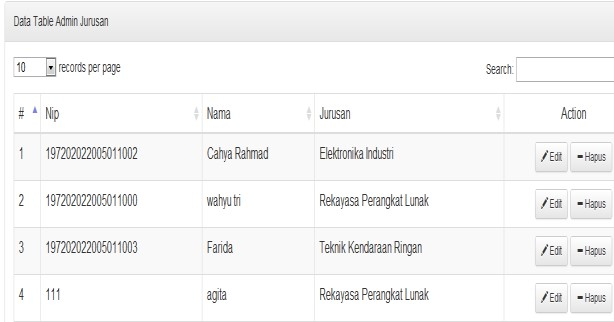 Data Table Admin Jurusan
10 records per page Search:
# Nip Nama Jurusan Action
1 197202022005011002 Cahya Rahmad Elektronika Industri Edit Hapus
2 197202022005011000 wahyu tri Rekayasa Perangkat Lunak Edit Hapus
3 197202022005011003 Farida Teknik Kendaraan Ringan Edit Hapus
4 111 agita Rekayasa Perangkat Lunak Edit Hapus